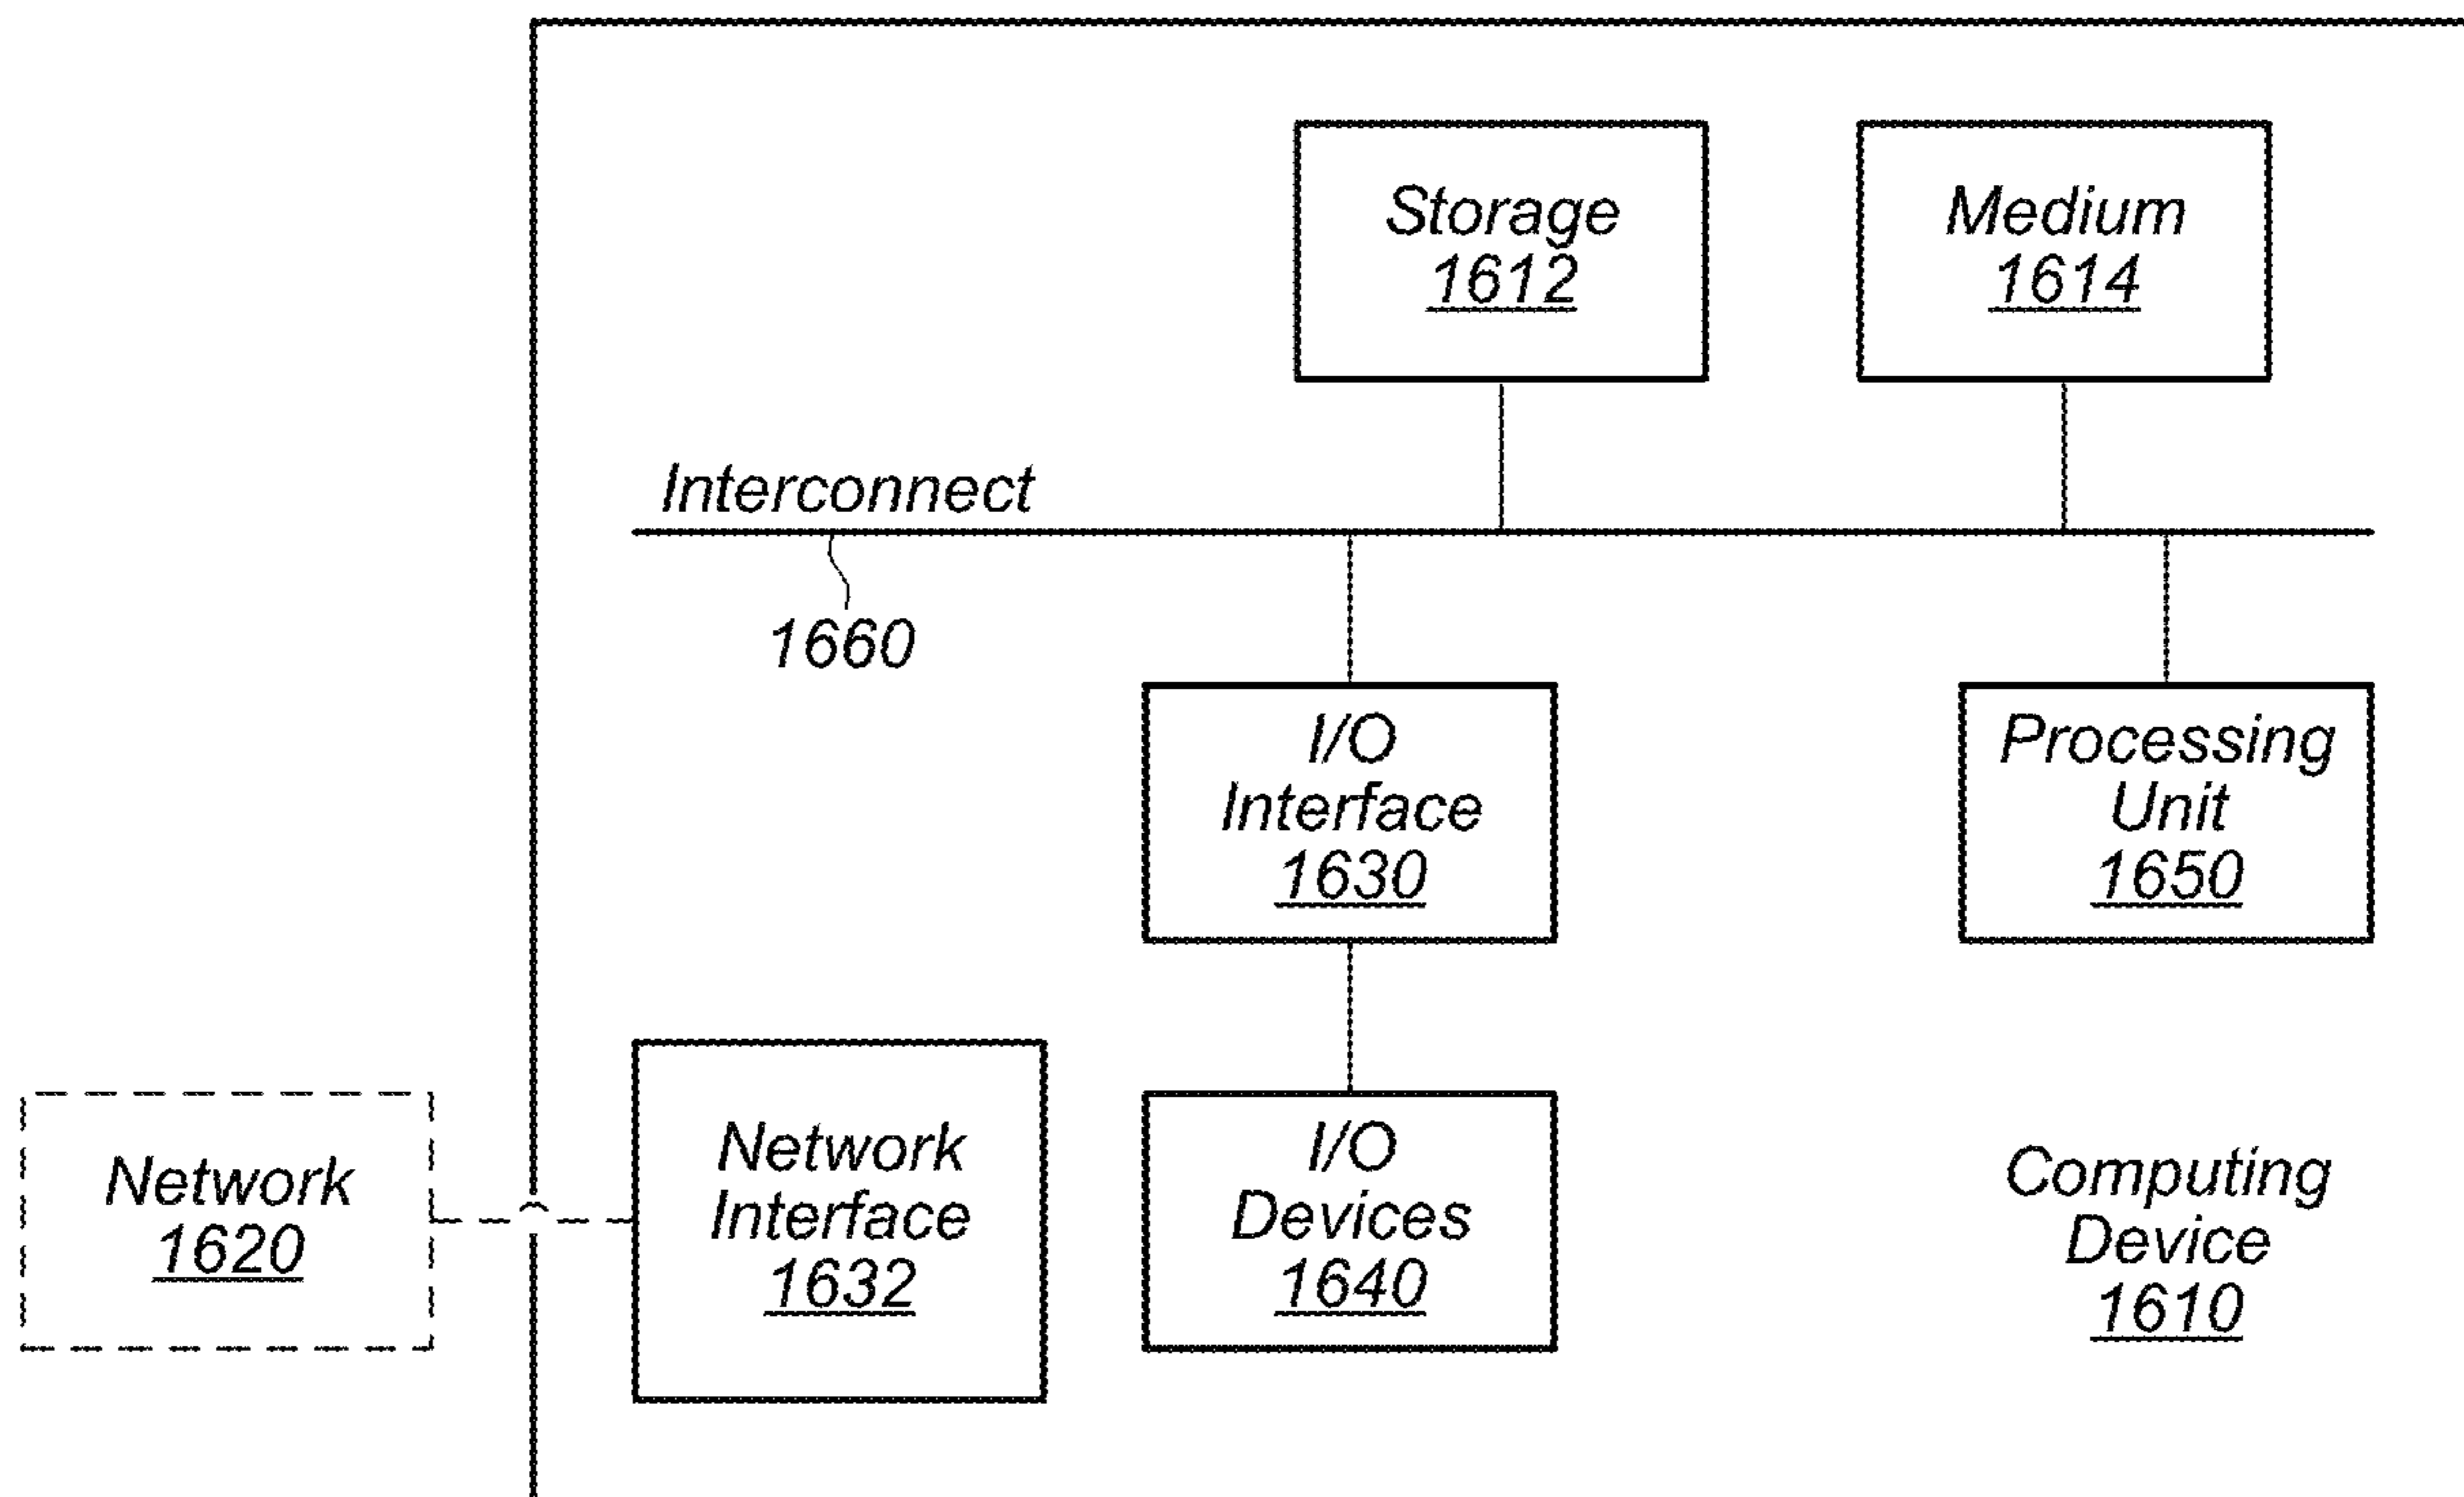 Storage
1612
Medium
1614
Interconnect
1660
I/O
Interface
1630
Processing
Unit
1650
Network
1620
Network
Interface
1632
I/O
Devices
1640
Computing
Device
1610